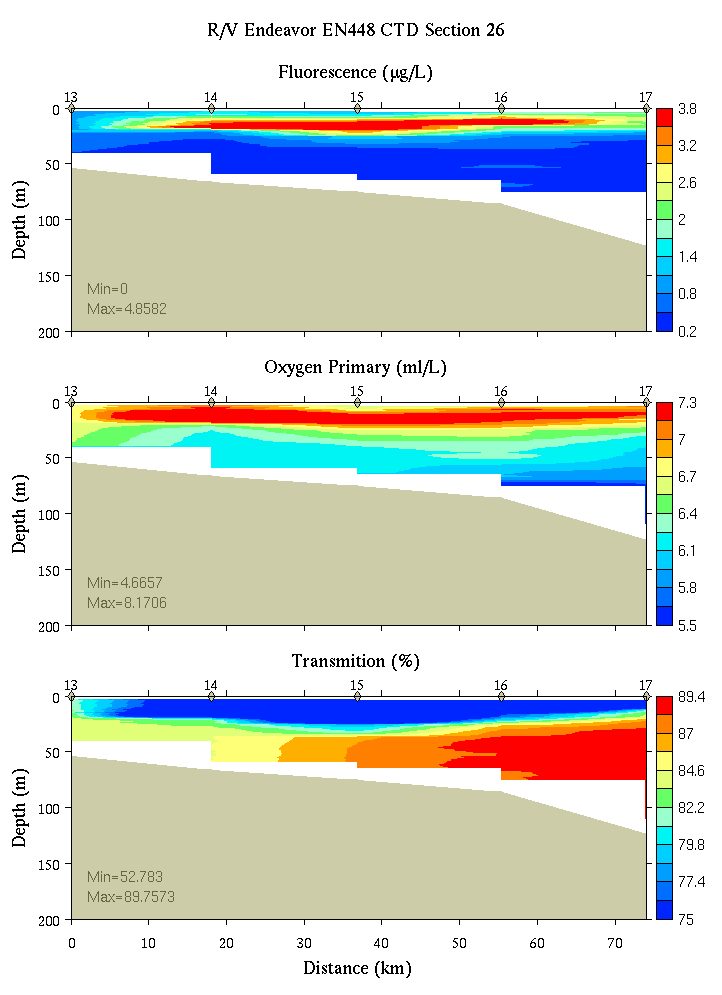 R/V Endeavor EN448 CTD Section 26
Fluorescence (µg/L)
13 14 15 16 17
0
50
100
150
200
Depth (m)
Min=0
Max=4.8582
3.8
3.2
2.6
2
1.4
0.8
0.2
Oxygen Primary (ml/L)
13 14 15 16 17
0
50
100
150
200
Depth (m)
Min=4.6657
Max=8.1706
7.3
7
6.7
6.4
6.1
5.8
5.5
Transmition (%)
13 14 15 16 17
0
50
100
150
200
Depth (m)
Min=52.783
Max=89.7573
89.4
87
84.6
82.2
79.8
77.4
75
0 10 20 30 40 50 60 70
Distance (km)